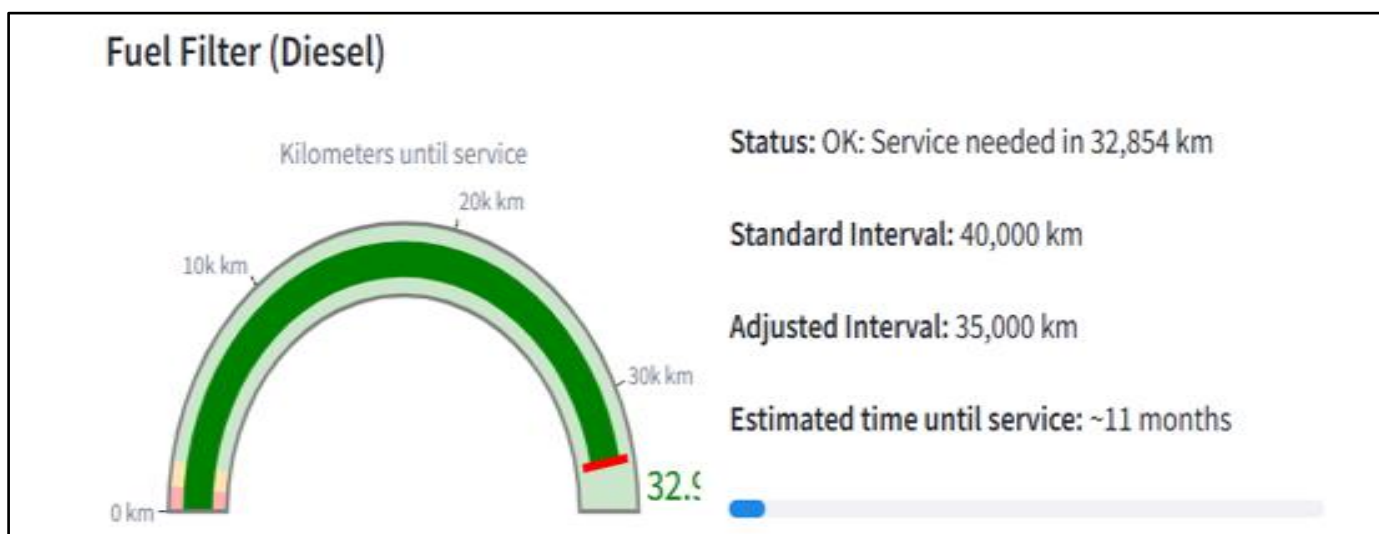 Fuel Filter (Diesel)
Kilometers until service
0 km
10k km
20k km
30k km
32.9
Status: OK: Service needed in 32,854 km
Standard Interval: 40,000 km
Adjusted Interval: 35,000 km
Estimated time until service: ~11 months